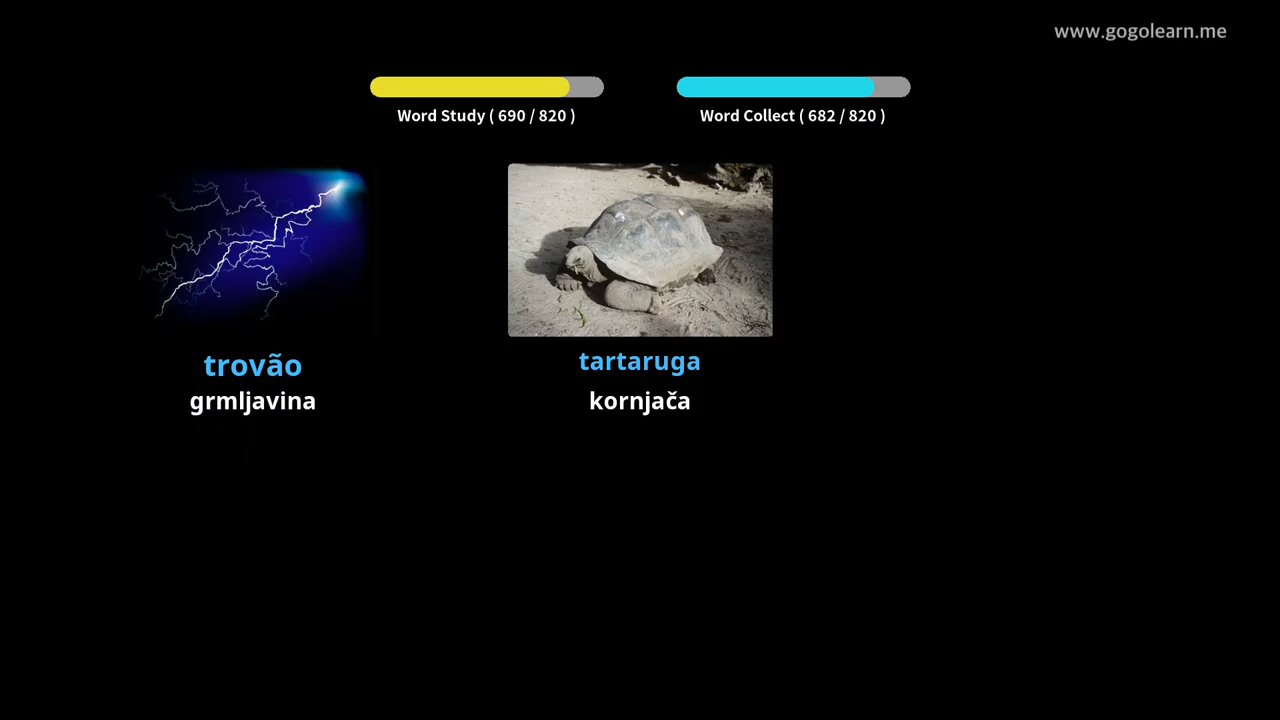 www.gogolearn.me
Word Study ( 690 / 820 )
Word Collect ( 682 / 820 )
trovão
grmljavina
tartaruga
kornjača